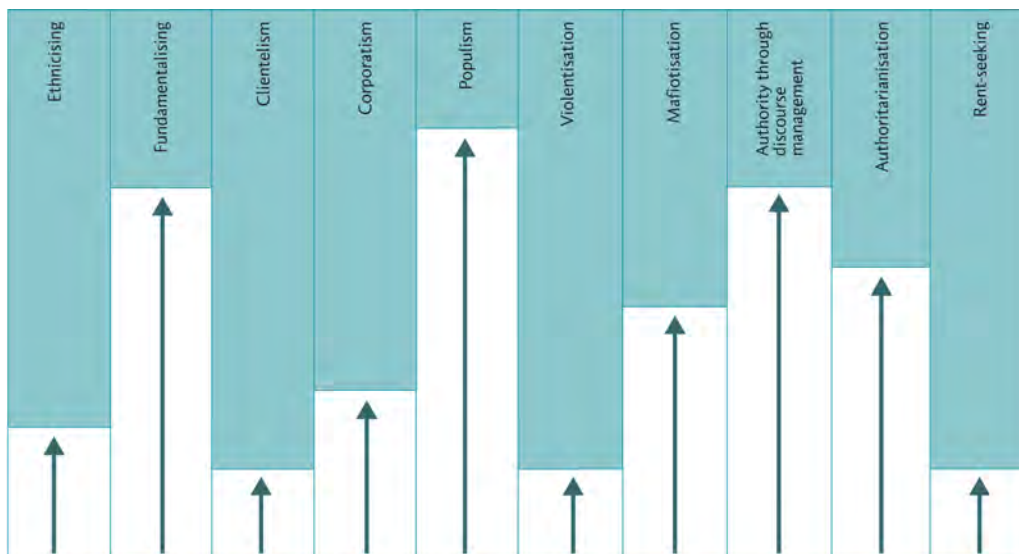 Ethnicising
Fundamentalising
Clientelism
Corporatism
Populism
Violentisation
Mafiotisation
Authority through
discourse
management
Authoritarianisation
Rent-seeking